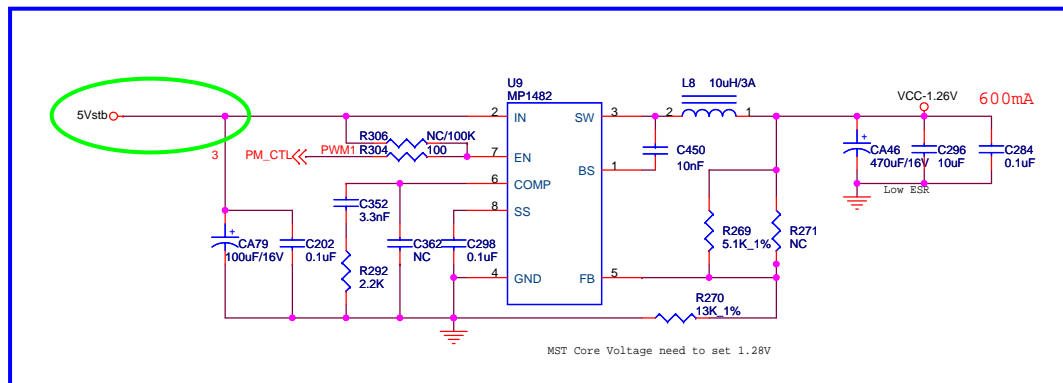 U9
MP1482
L8 10uH/3A
VCC-1.26V
600mA
5Vstb
2 IN
SW 3
2
1
R306 NC/100K
R304 100
PM_CTL
PWM1
7 EN
3
C450
10nF
BS 1
6 COMP
C352
3.3nF
8 SS
CA46
470uF/16V
C296
10uF
C284
0.1uF
Low ESR
R269
5.1K_1%
R271
NC
CA79
100uF/16V
C202
0.1uF
R292
2.2K
C362
NC
C298
0.1uF
4 GND
FB 5
R270
13K_1%
MST Core Voltage need to set 1.28V